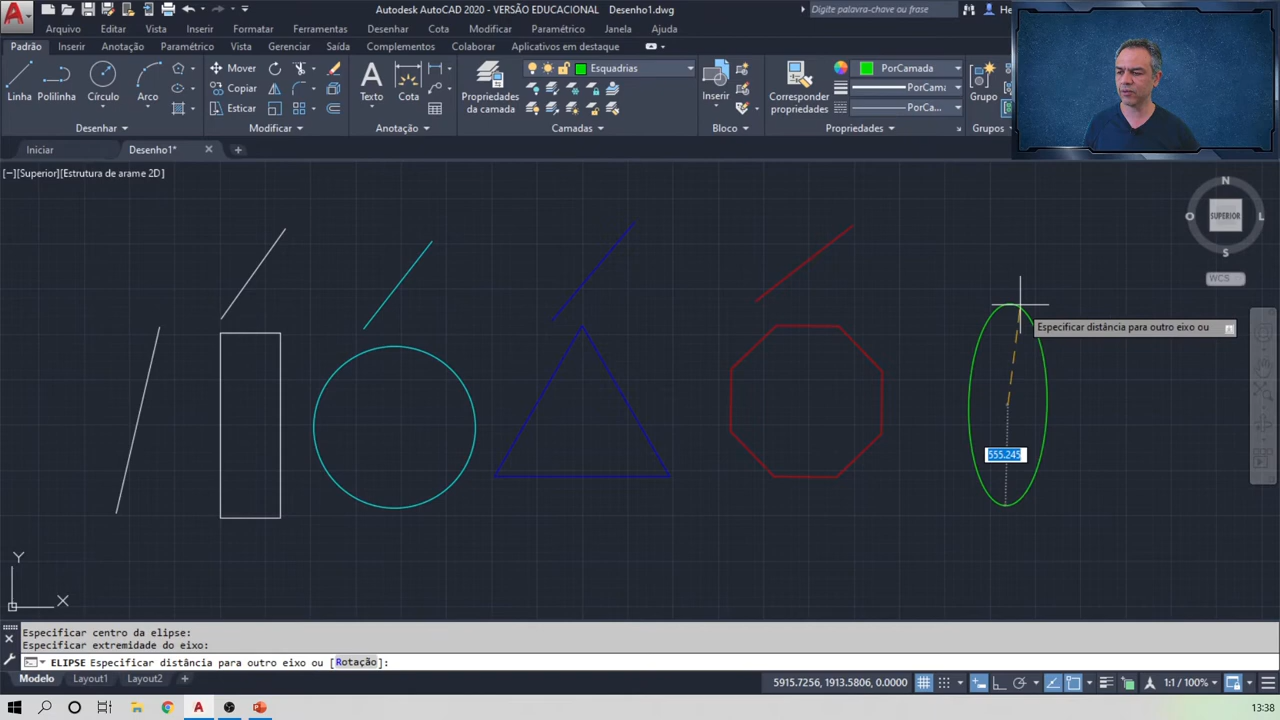 Autodesk AutoCAD 2020 - VERSÃO EDUCACIONAL Desenho1.dwg
Digite palavra-chave ou frase
He
Arquivo Editar Vista Inserir Formatar Ferramentas Desenhar Cota Modificar Paramétrico Janela Ajuda
Padrão Inserir Anotação Paramétrico Vista Gerenciar Saída Complementos Colaborar Aplicativos em destaque
Linha Polilinha Círculo Arco
Mover
Copiar
Esticar
Texto Cota
Propriedades
da camada
Esquadrias
Inserir
Corresponder
propriedades
PorCamada
PorCama
PorCa...
Grupo
Desenhar Modificar Anotação Camadas Bloco Propriedades Grupos
Iniciar Desenho1*
[−][Superior][Estrutura de arame 2D]
N
O SUPERIOR L
S
WCS
Especificar distância para outro eixo ou
555.245
Y
X
Especificar centro da elipse:
Especificar extremidade do eixo:
ELIPSE Especificar distância para outro eixo ou [Rotação]:
Modelo Layout1 Layout2
5915.7256, 1913.5806, 0.0000
1:1 / 100%
13:38